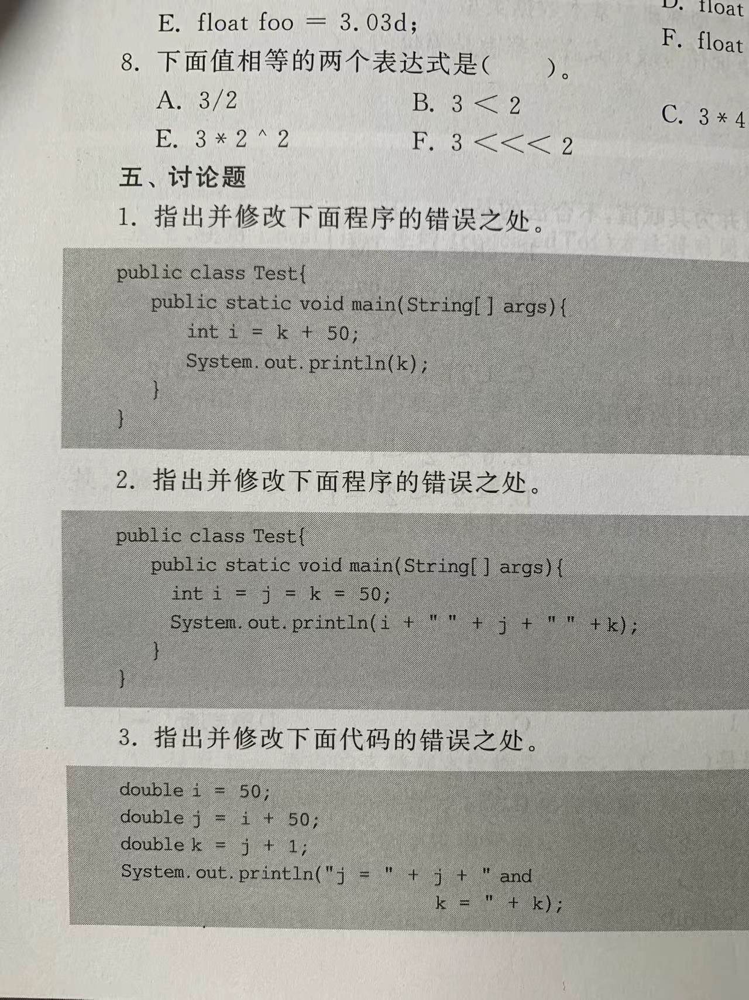 E. float foo = 3.03d;
D. float
F. float
8. 下面值相等的两个表达式是(  )。
A. 3/2  B. 3 < 2  C. 3 * 4
E. 3 * 2 ^ 2  F. 3 <<< 2
五、讨论题
1. 指出并修改下面程序的错误之处。
public class Test{
public static void main(String[] args){
int i = k + 50;
System.out.println(k);
}
}
2. 指出并修改下面程序的错误之处。
public class Test{
public static void main(String[] args){
int i = j = k = 50;
System.out.println(i + " " + j + " " +k);
}
}
3. 指出并修改下面代码的错误之处。
double i = 50;
double j = i + 50;
double k = j + 1;
System.out.println("j = " + j + " and
k = " + k);